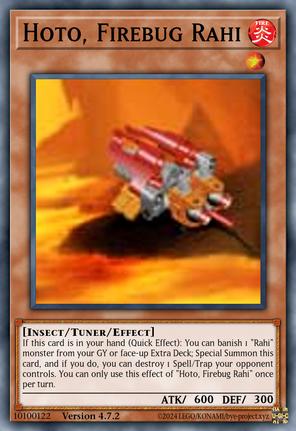 Hoto, Firebug Rahi
FIRE
炎
[Insect/Tuner/Effect]
If this card is in your hand (Quick Effect): You can banish 1 "Rahi"
monster from your GY or face-up Extra Deck; Special Summon this
card, and if you do, you can destroy 1 Spell/Trap your opponent
controls. You can only use this effect of "Hoto, Firebug Rahi" once
per turn.
ATK/ 600 DEF/ 300
10100122 Version 4.7.2 ©2024 LEGO/KONAMI/bye-project.xyz